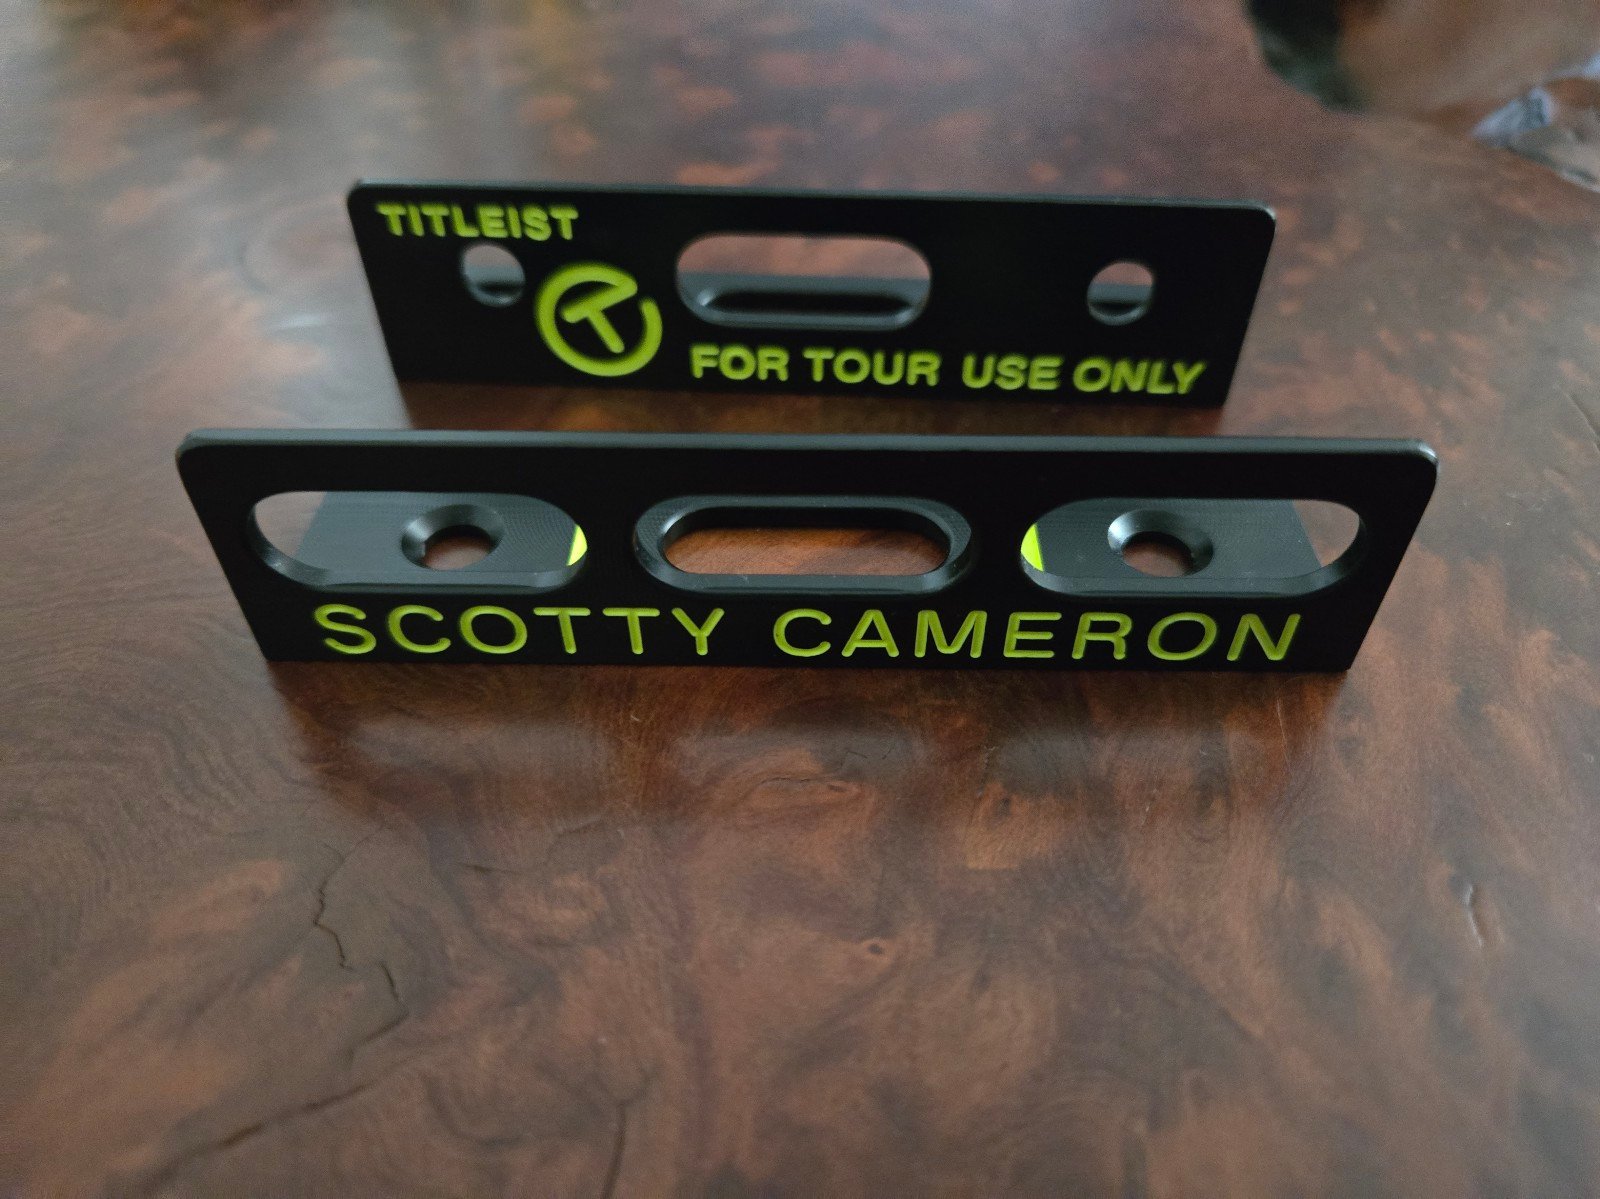 TITLEIST
T
FOR TOUR USE ONLY
SCOTTY CAMERON